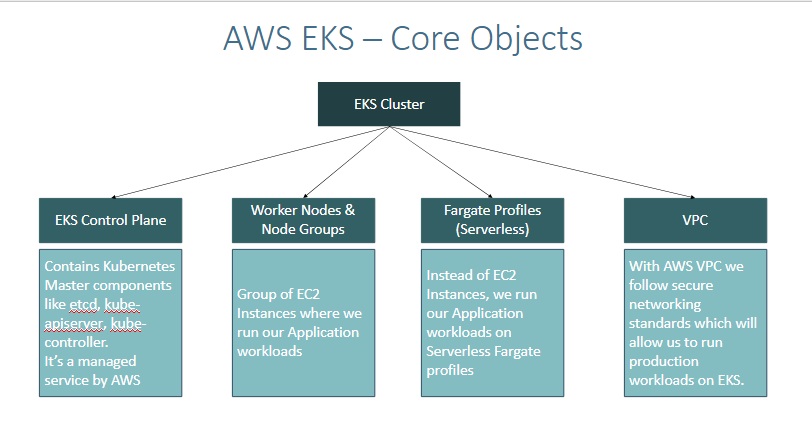 AWS EKS – Core Objects
EKS Cluster
EKS Control Plane
Contains Kubernetes
Master components
like etcd, kube-
apiserver, kube-
controller.
It’s a managed
service by AWS
Worker Nodes &
Node Groups
Group of EC2
Instances where we
run our Application
workloads
Fargate Profiles
(Serverless)
Instead of EC2
Instances, we run
our Application
workloads on
Serverless Fargate
profiles
VPC
With AWS VPC we
follow secure
networking
standards which will
allow us to run
production
workloads on EKS.